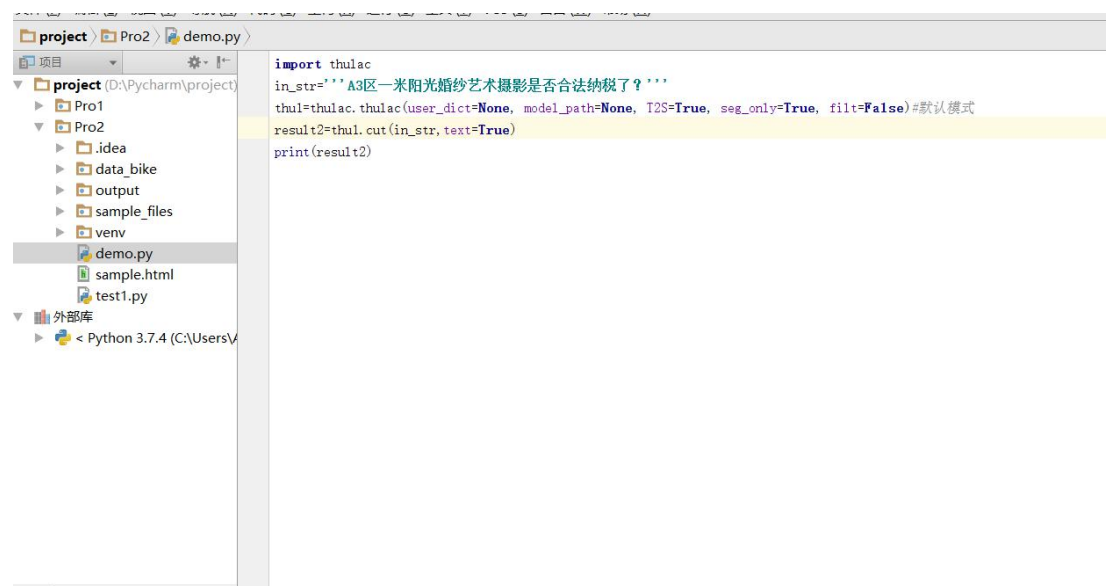 project Pro2 demo.py
项目
project (D:\Pycharm\project)
Pro1
Pro2
.idea
data_bike
output
sample_files
venv
demo.py
sample.html
test1.py
外部库
< Python 3.7.4 (C:\Users\A
import thulac
in_str='''A3区一米阳光婚纱艺术摄影是否合法纳税了？'''
thul=thulac.thulac(user_dict=None, model_path=None, T2S=True, seg_only=True, filt=False)#默认模式
result2=thul.cut(in_str,text=True)
print(result2)